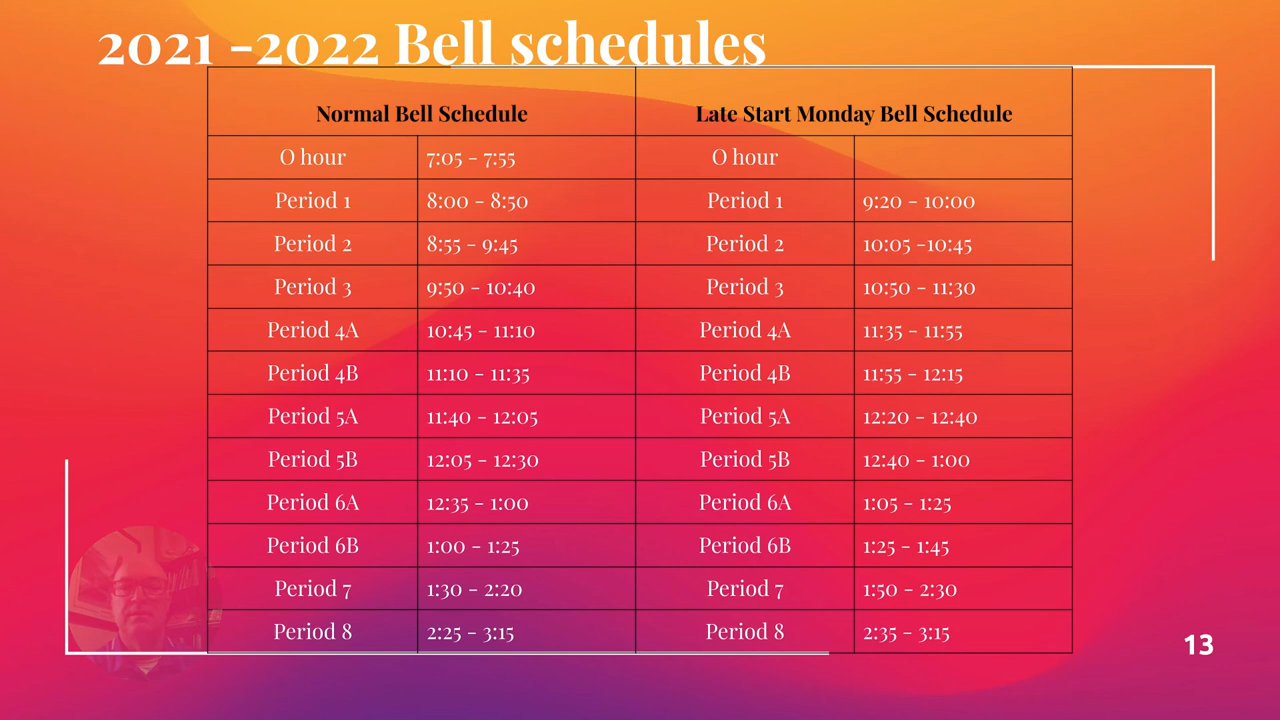 2021 -2022 Bell schedules
Normal Bell Schedule Late Start Monday Bell Schedule
O hour 7:05 - 7:55 O hour
Period 1 8:00 - 8:50 Period 1 9:20 - 10:00
Period 2 8:55 - 9:45 Period 2 10:05 -10:45
Period 3 9:50 - 10:40 Period 3 10:50 - 11:30
Period 4A 10:45 - 11:10 Period 4A 11:35 - 11:55
Period 4B 11:10 - 11:35 Period 4B 11:55 - 12:15
Period 5A 11:40 - 12:05 Period 5A 12:20 - 12:40
Period 5B 12:05 - 12:30 Period 5B 12:40 - 1:00
Period 6A 12:35 - 1:00 Period 6A 1:05 - 1:25
Period 6B 1:00 - 1:25 Period 6B 1:25 - 1:45
Period 7 1:30 - 2:20 Period 7 1:50 - 2:30
Period 8 2:25 - 3:15 Period 8 2:35 - 3:15
13